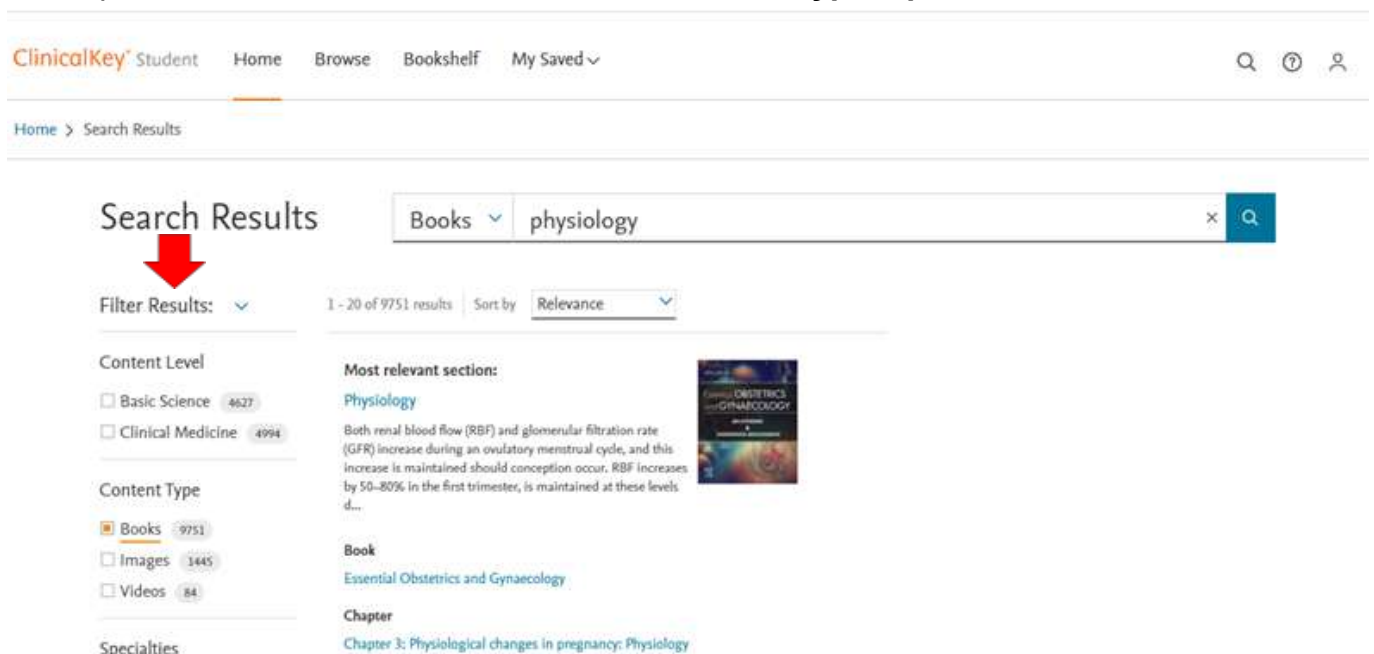 ClinicalKey® Student Home Browse Bookshelf My Saved
Home > Search Results
Search Results
Books physiology
Filter Results:
1 - 20 of 9751 results Sort by Relevance
Content Level
Basic Science 4627
Clinical Medicine 4994
Content Type
Books 9751
Images 1445
Videos 84
Specialties
Most relevant section:
Physiology
Both renal blood flow (RBF) and glomerular filtration rate
(GFR) increase during an ovulatory menstrual cycle, and this
increase is maintained should conception occur. RBF increases
by 50–80% in the first trimester, is maintained at these levels
d...
OBSTETRICS
GYNAECOLOGY
Book
Essential Obstetrics and Gynaecology
Chapter
Chapter 3: Physiological changes in pregnancy: Physiology